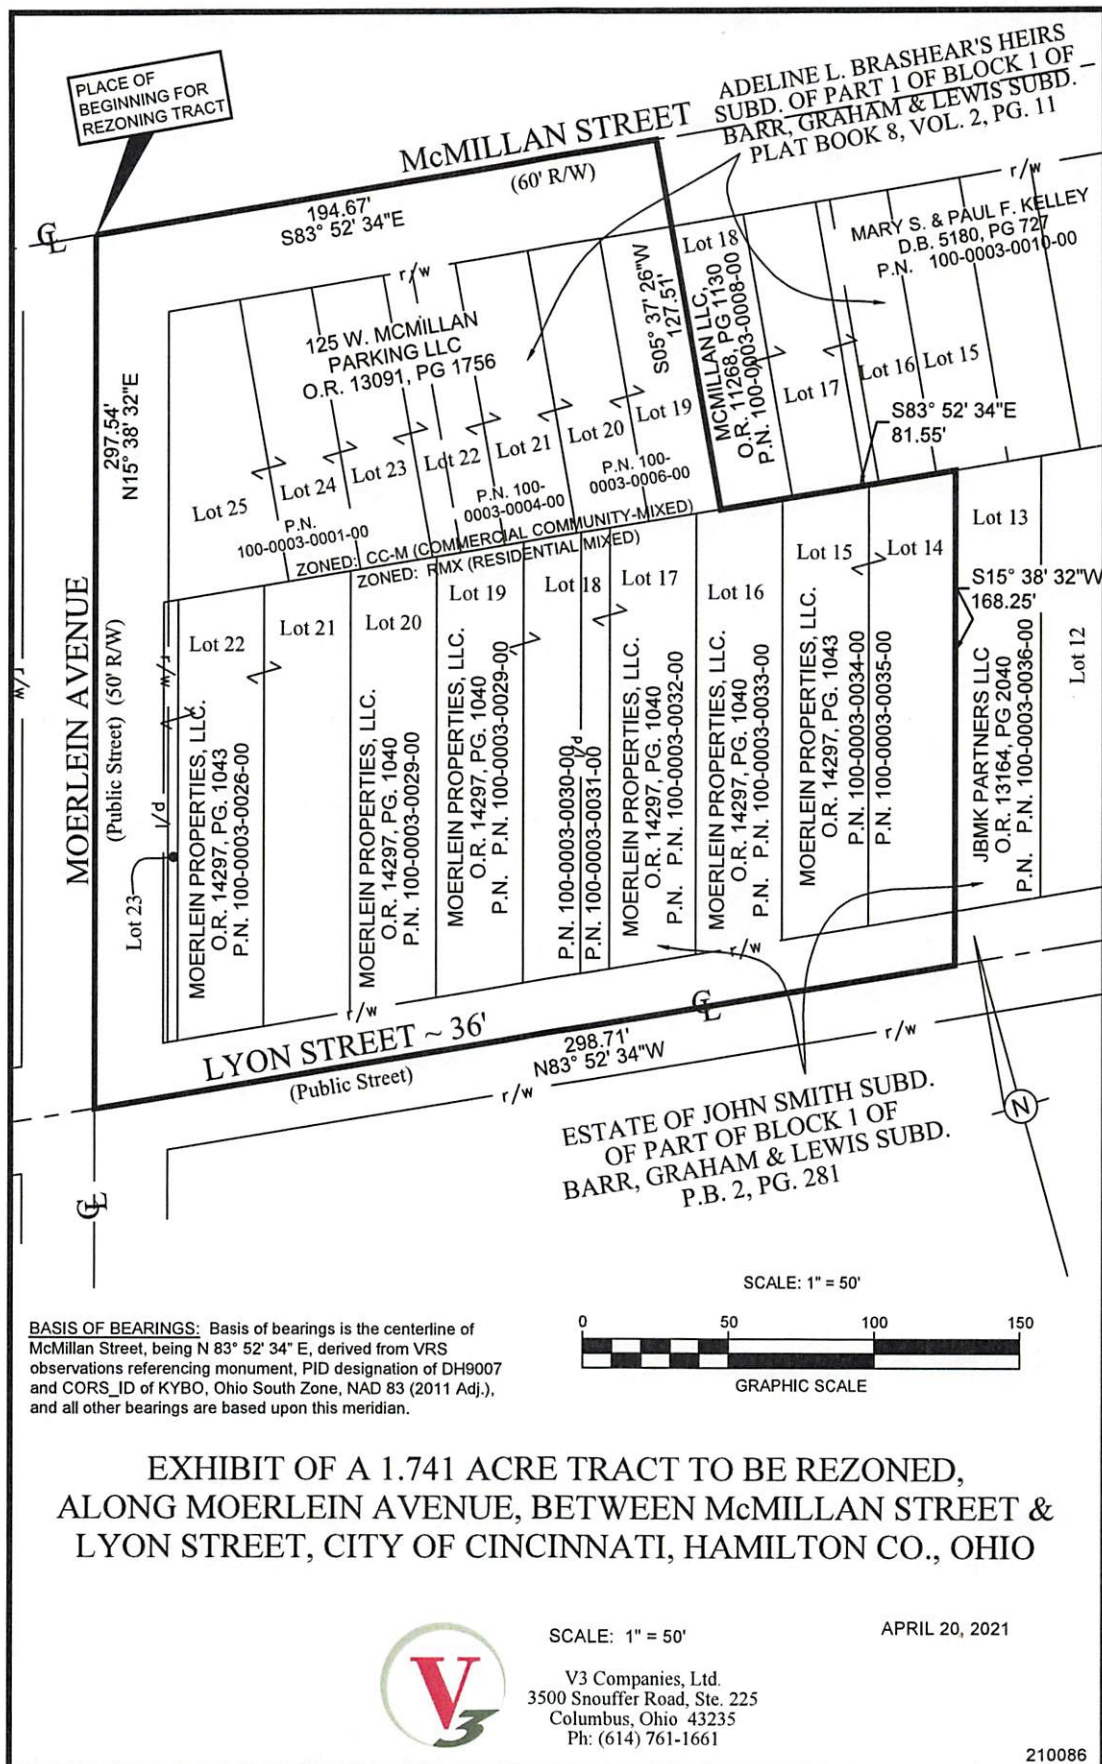 PLACE OF
BEGINNING FOR
REZONING TRACT
ADELINE L. BRASHEAR'S HEIRS
SUBD. OF PART 1 OF BLOCK 1 OF
BARR, GRAHAM & LEWIS SUBD.
PLAT BOOK 8, VOL. 2, PG. 11
McMILLAN STREET
(60' R/W)
194.67'
S83° 52' 34"E
CL
r/w
r/w
MARY S. & PAUL F. KELLEY
D.B. 5180, PG 727
P.N. 100-0003-0010-00
125 W. MCMILLAN
PARKING LLC
O.R. 13091, PG 1756
S05° 37' 26"W
127.51'
Lot 18
MCMILLAN LLC,
O.R. 11268, PG 1130
P.N. 100-0003-0008-00
Lot 17
Lot 16
Lot 15
S83° 52' 34"E
81.55'
297.54'
N15° 38' 32"E
Lot 25
Lot 24
Lot 23
Lot 22
Lot 21
Lot 20
Lot 19
P.N.
100-0003-0001-00
P.N. 100-
0003-0004-00
P.N. 100-
0003-0006-00
ZONED: CC-M (COMMERCIAL COMMUNITY-MIXED)
ZONED: RMX (RESIDENTIAL MIXED)
MOERLEIN AVENUE
(Public Street) (50' R/W)
r/w
r/w
p/l
Lot 23
Lot 22
Lot 21
Lot 20
Lot 19
Lot 18
Lot 17
Lot 16
Lot 15
Lot 14
Lot 13
Lot 12
S15° 38' 32"W
168.25'
MOERLEIN PROPERTIES, LLC.
O.R. 14297, PG. 1043
P.N. 100-0003-0026-00
MOERLEIN PROPERTIES, LLC.
O.R. 14297, PG. 1040
P.N. 100-0003-0029-00
MOERLEIN PROPERTIES, LLC.
O.R. 14297, PG. 1040
P.N. P.N. 100-0003-0029-00
P.N. 100-0003-0030-00
p/l
P.N. 100-0003-0031-00
MOERLEIN PROPERTIES, LLC.
O.R. 14297, PG. 1040
P.N. P.N. 100-0003-0032-00
MOERLEIN PROPERTIES, LLC.
O.R. 14297, PG. 1040
P.N. P.N. 100-0003-0033-00
MOERLEIN PROPERTIES, LLC.
O.R. 14297, PG. 1043
P.N. 100-0003-0034-00
P.N. 100-0003-0035-00
JBMK PARTNERS LLC
O.R. 13164, PG 2040
P.N. P.N. 100-0003-0036-00
r/w
r/w
LYON STREET ~ 36'
(Public Street)
CL
298.71'
N83° 52' 34"W
r/w
r/w
N
ESTATE OF JOHN SMITH SUBD.
OF PART OF BLOCK 1 OF
BARR, GRAHAM & LEWIS SUBD.
P.B. 2, PG. 281
CL
SCALE: 1" = 50'
0 50 100 150
GRAPHIC SCALE
BASIS OF BEARINGS: Basis of bearings is the centerline of
McMillan Street, being N 83° 52' 34" E, derived from VRS
observations referencing monument, PID designation of DH9007
and CORS_ID of KYBO, Ohio South Zone, NAD 83 (2011 Adj.),
and all other bearings are based upon this meridian.
EXHIBIT OF A 1.741 ACRE TRACT TO BE REZONED,
ALONG MOERLEIN AVENUE, BETWEEN McMILLAN STREET &
LYON STREET, CITY OF CINCINNATI, HAMILTON CO., OHIO
V3
SCALE: 1" = 50'
APRIL 20, 2021
V3 Companies, Ltd.
3500 Snouffer Road, Ste. 225
Columbus, Ohio 43235
Ph: (614) 761-1661
210086